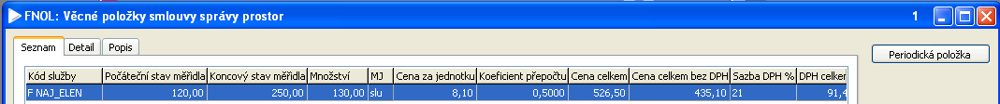 FNOL: Věcné položky smlouvy správy prostor 1
Seznam Detail Popis
Periodická položka
Kód služby Počáteční stav měřidla Koncový stav měřidla Množství MJ Cena za jednotku Koeficient přepočtu Cena celkem Cena celkem bez DPH Sazba DPH % DPH celkem
F NAJ_ELEN 120,00 250,00 130,00 slu 8,10 0,5000 526,50 435,10 21 91,4